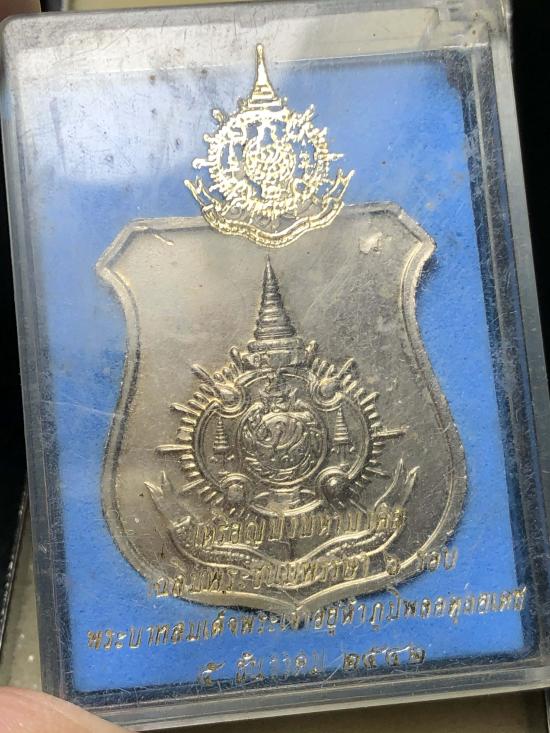 เหรียญปางมหามงคล
เฉลิมพระชนมพรรษา ๖ รอบ
พระบาทสมเด็จพระเจ้าอยู่หัวภูมิพลอดุลยเดช
๕ ธันวาคม ๒๕๔๒